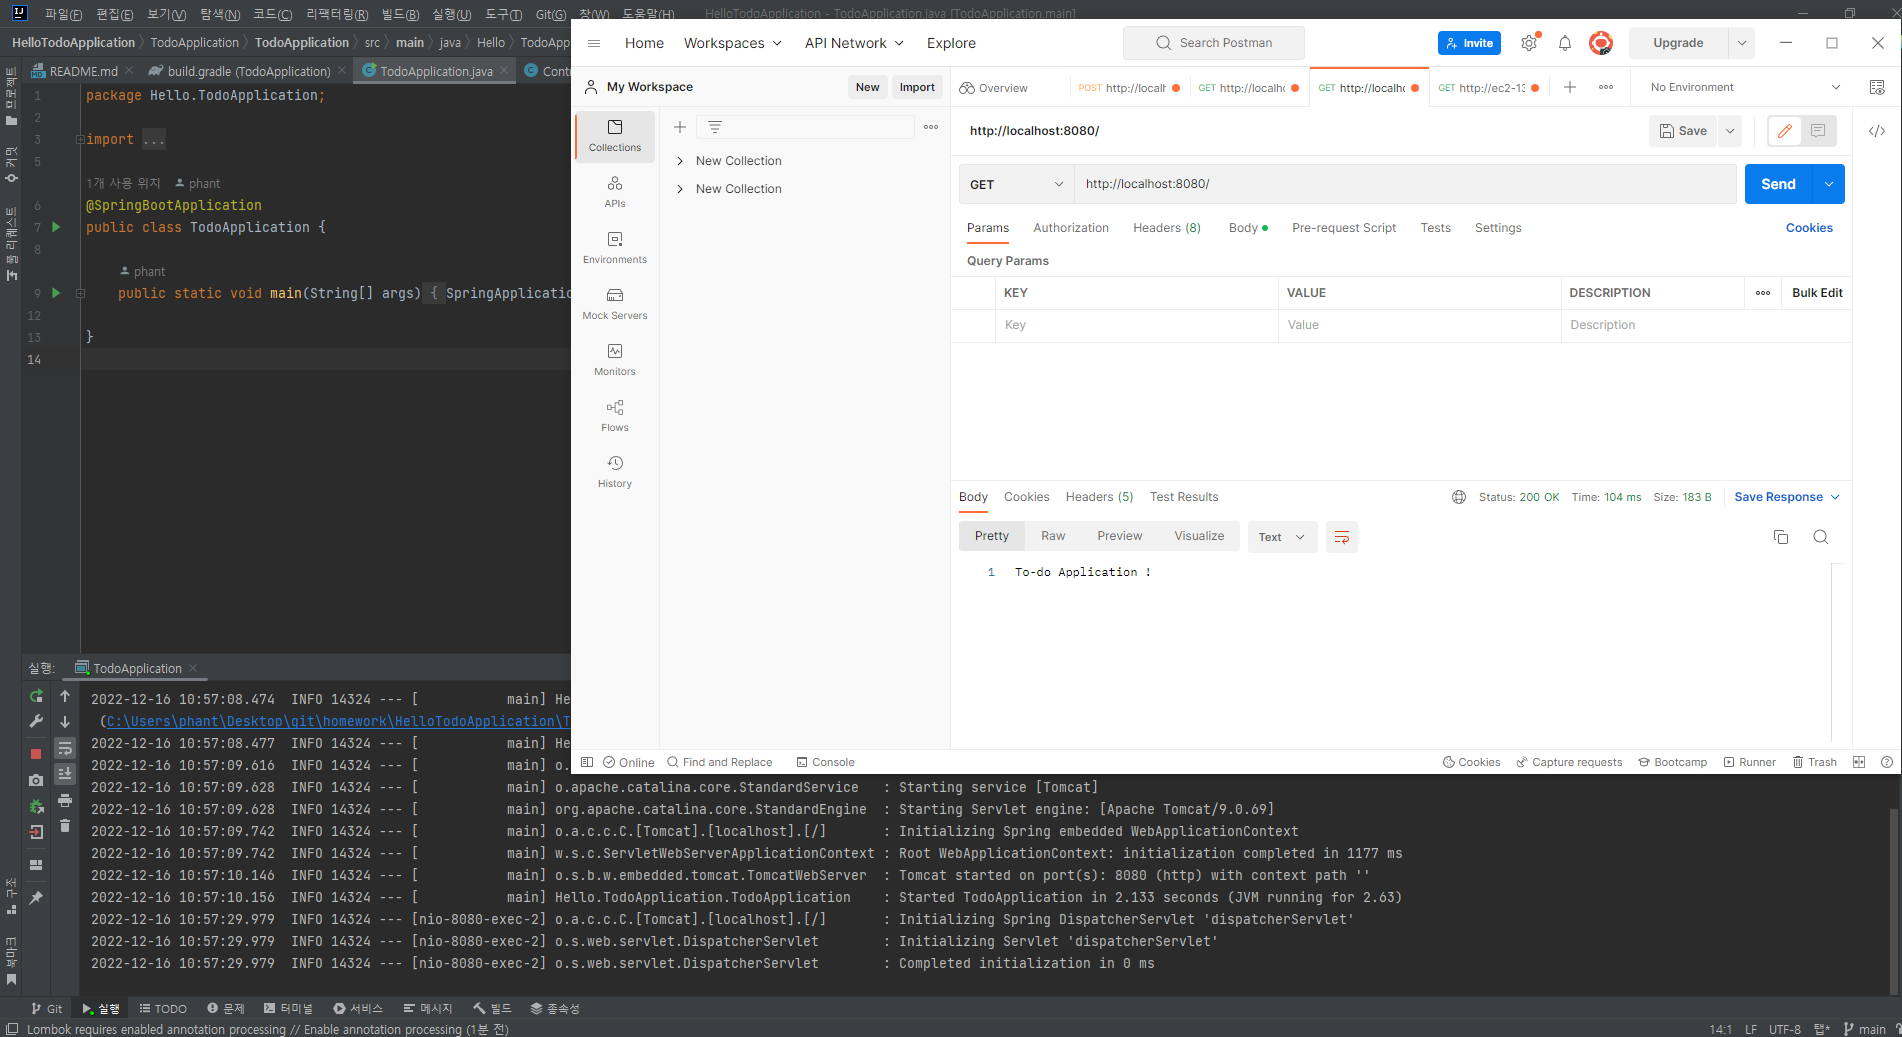 파일(F) 편집(E) 보기(V) 탐색(N) 코드(C) 리팩터링(R) 빌드(B) 실행(U) 도구(T) Git(G) 창(W) 도움말(H) HelloTodoApplication - TodoApplication.java [TodoApplication.main]
HelloTodoApplication TodoApplication TodoApplication src main java Hello TodoApp
README.md build.gradle (TodoApplication) TodoApplication.java Cont
프로젝트
커밋
풀 리퀘스트
구조
북마크
1 package Hello.TodoApplication;
2
3 import ...
5
1개 사용 위치 phant
6 @SpringBootApplication
7 public class TodoApplication {
8
phant
9 public static void main(String[] args) { SpringApplicatio
12
13 }
14
Home Workspaces API Network Explore Search Postman Invite Upgrade
My Workspace New Import
Overview POST http://localh GET http://localhc GET http://localhc GET http://ec2-13 No Environment
Collections
APIs
Environments
Mock Servers
Monitors
Flows
History
New Collection
New Collection
http://localhost:8080/ Save
GET http://localhost:8080/ Send
Params Authorization Headers (8) Body Pre-request Script Tests Settings Cookies
Query Params
KEY VALUE DESCRIPTION Bulk Edit
Key Value Description
Body Cookies Headers (5) Test Results Status: 200 OK Time: 104 ms Size: 183 B Save Response
Pretty Raw Preview Visualize Text
1 To-do Application !
Online Find and Replace Console Cookies Capture requests Bootcamp Runner Trash
실행: TodoApplication
2022-12-16 10:57:08.474 INFO 14324 --- [ main] He
(C:\Users\phant\Desktop\git\homework\HelloTodoApplication\T
2022-12-16 10:57:08.477 INFO 14324 --- [ main] He
2022-12-16 10:57:09.616 INFO 14324 --- [ main] o.
2022-12-16 10:57:09.628 INFO 14324 --- [ main] o.apache.catalina.core.StandardService : Starting service [Tomcat]
2022-12-16 10:57:09.628 INFO 14324 --- [ main] org.apache.catalina.core.StandardEngine : Starting Servlet engine: [Apache Tomcat/9.0.69]
2022-12-16 10:57:09.742 INFO 14324 --- [ main] o.a.c.c.C.[Tomcat].[localhost].[/] : Initializing Spring embedded WebApplicationContext
2022-12-16 10:57:09.742 INFO 14324 --- [ main] w.s.c.ServletWebServerApplicationContext : Root WebApplicationContext: initialization completed in 1177 ms
2022-12-16 10:57:10.146 INFO 14324 --- [ main] o.s.b.w.embedded.tomcat.TomcatWebServer : Tomcat started on port(s): 8080 (http) with context path ''
2022-12-16 10:57:10.156 INFO 14324 --- [ main] Hello.TodoApplication.TodoApplication : Started TodoApplication in 2.133 seconds (JVM running for 2.63)
2022-12-16 10:57:29.979 INFO 14324 --- [nio-8080-exec-2] o.a.c.c.C.[Tomcat].[localhost].[/] : Initializing Spring DispatcherServlet 'dispatcherServlet'
2022-12-16 10:57:29.979 INFO 14324 --- [nio-8080-exec-2] o.s.web.servlet.DispatcherServlet : Initializing Servlet 'dispatcherServlet'
2022-12-16 10:57:29.979 INFO 14324 --- [nio-8080-exec-2] o.s.web.servlet.DispatcherServlet : Completed initialization in 0 ms
Git 실행 TODO 문제 터미널 서비스 메시지 빌드 종속성
Lombok requires enabled annotation processing // Enable annotation processing (1분 전) 14:1 LF UTF-8 탭* main